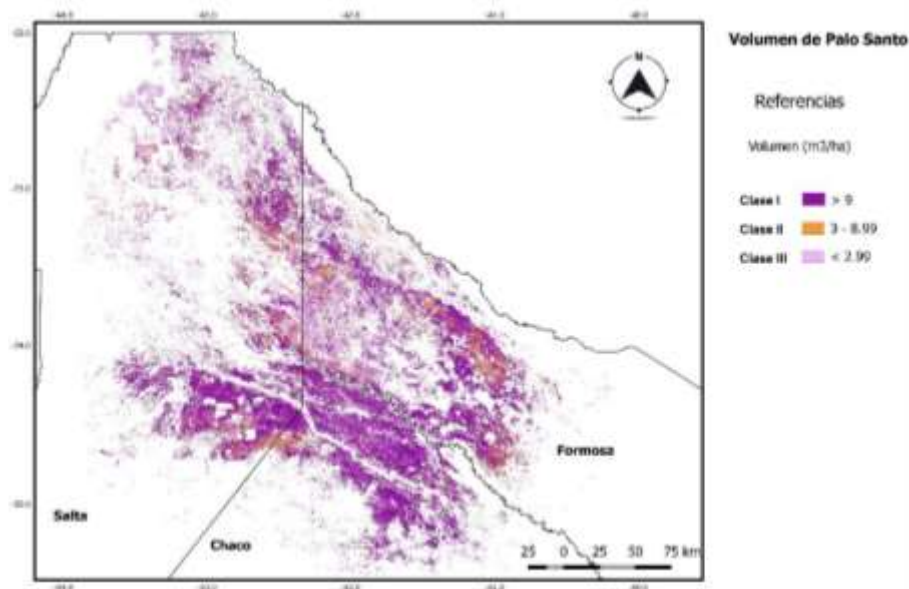 Volumen de Palo Santo
N
Referencias
Volumen (m3/ha)
Clase I > 9
Clase II 3 - 8.99
Clase III < 2.99
Formosa
Salta
Chaco
25 0 25 50 75 km